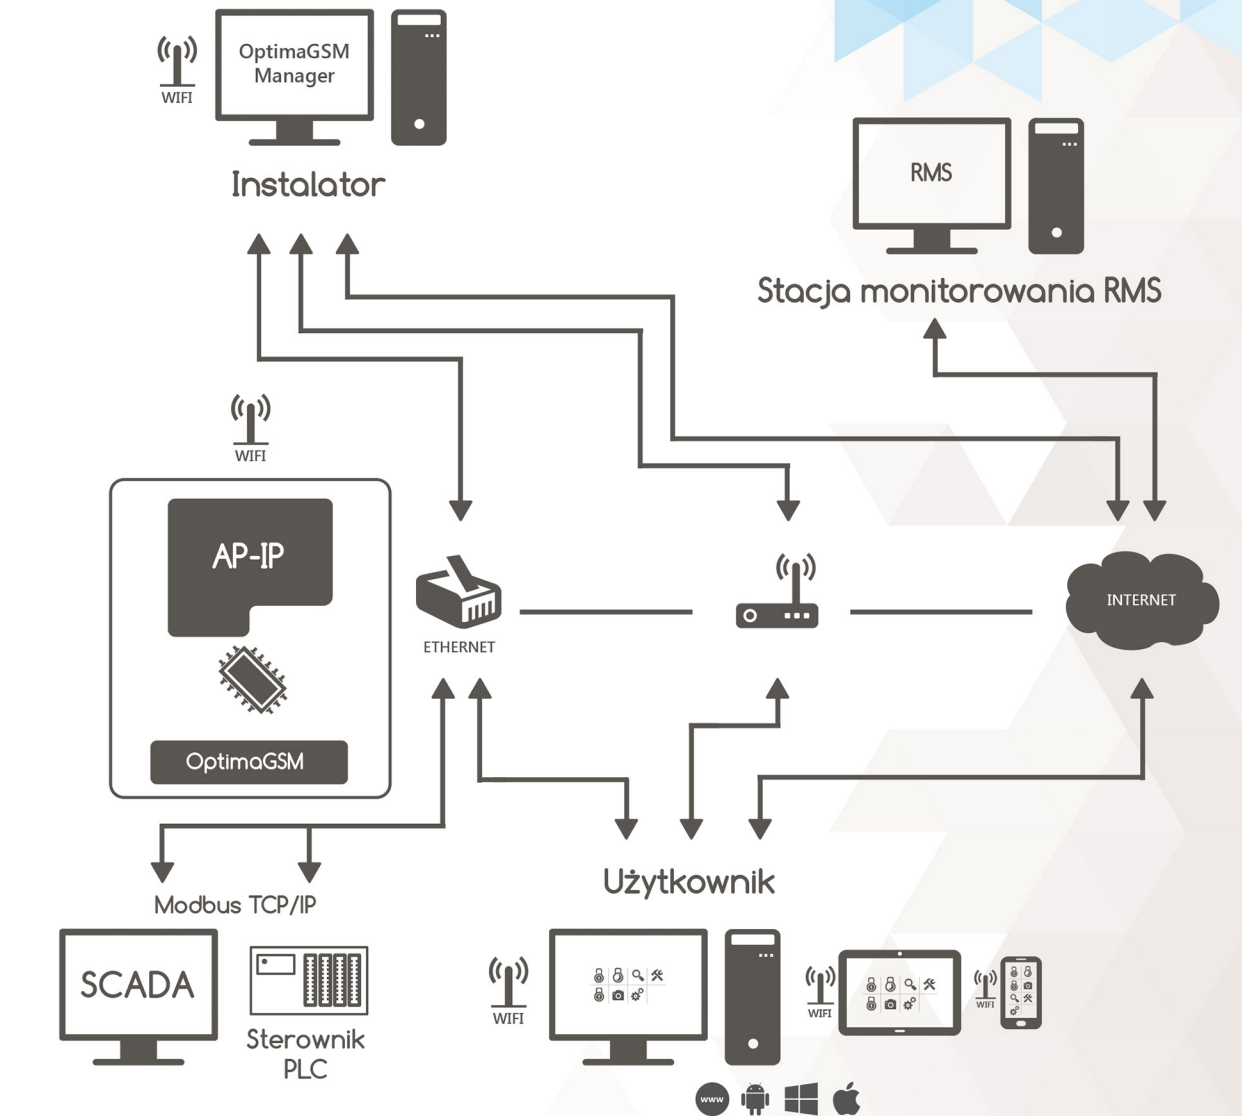 WIFI
OptimaGSM
Manager
Instalator
RMS
Stacja monitorowania RMS
WIFI
AP-IP
OptimaGSM
ETHERNET
INTERNET
Modbus TCP/IP
SCADA
Sterownik
PLC
Użytkownik
WIFI
WIFI
WIFI
www